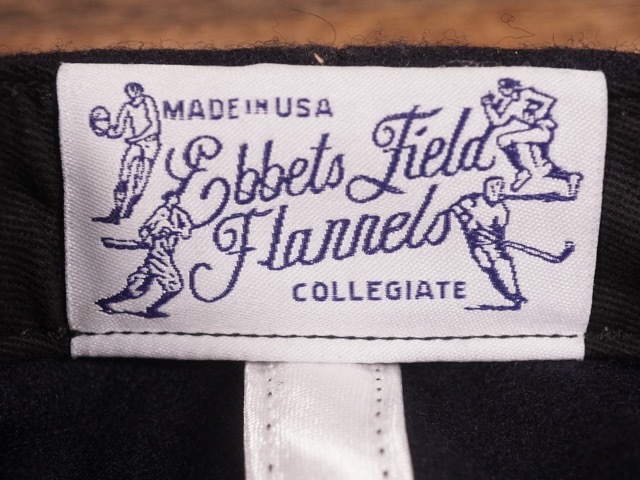 MADE IN USA
Ebbets Field
Flannels
COLLEGIATE